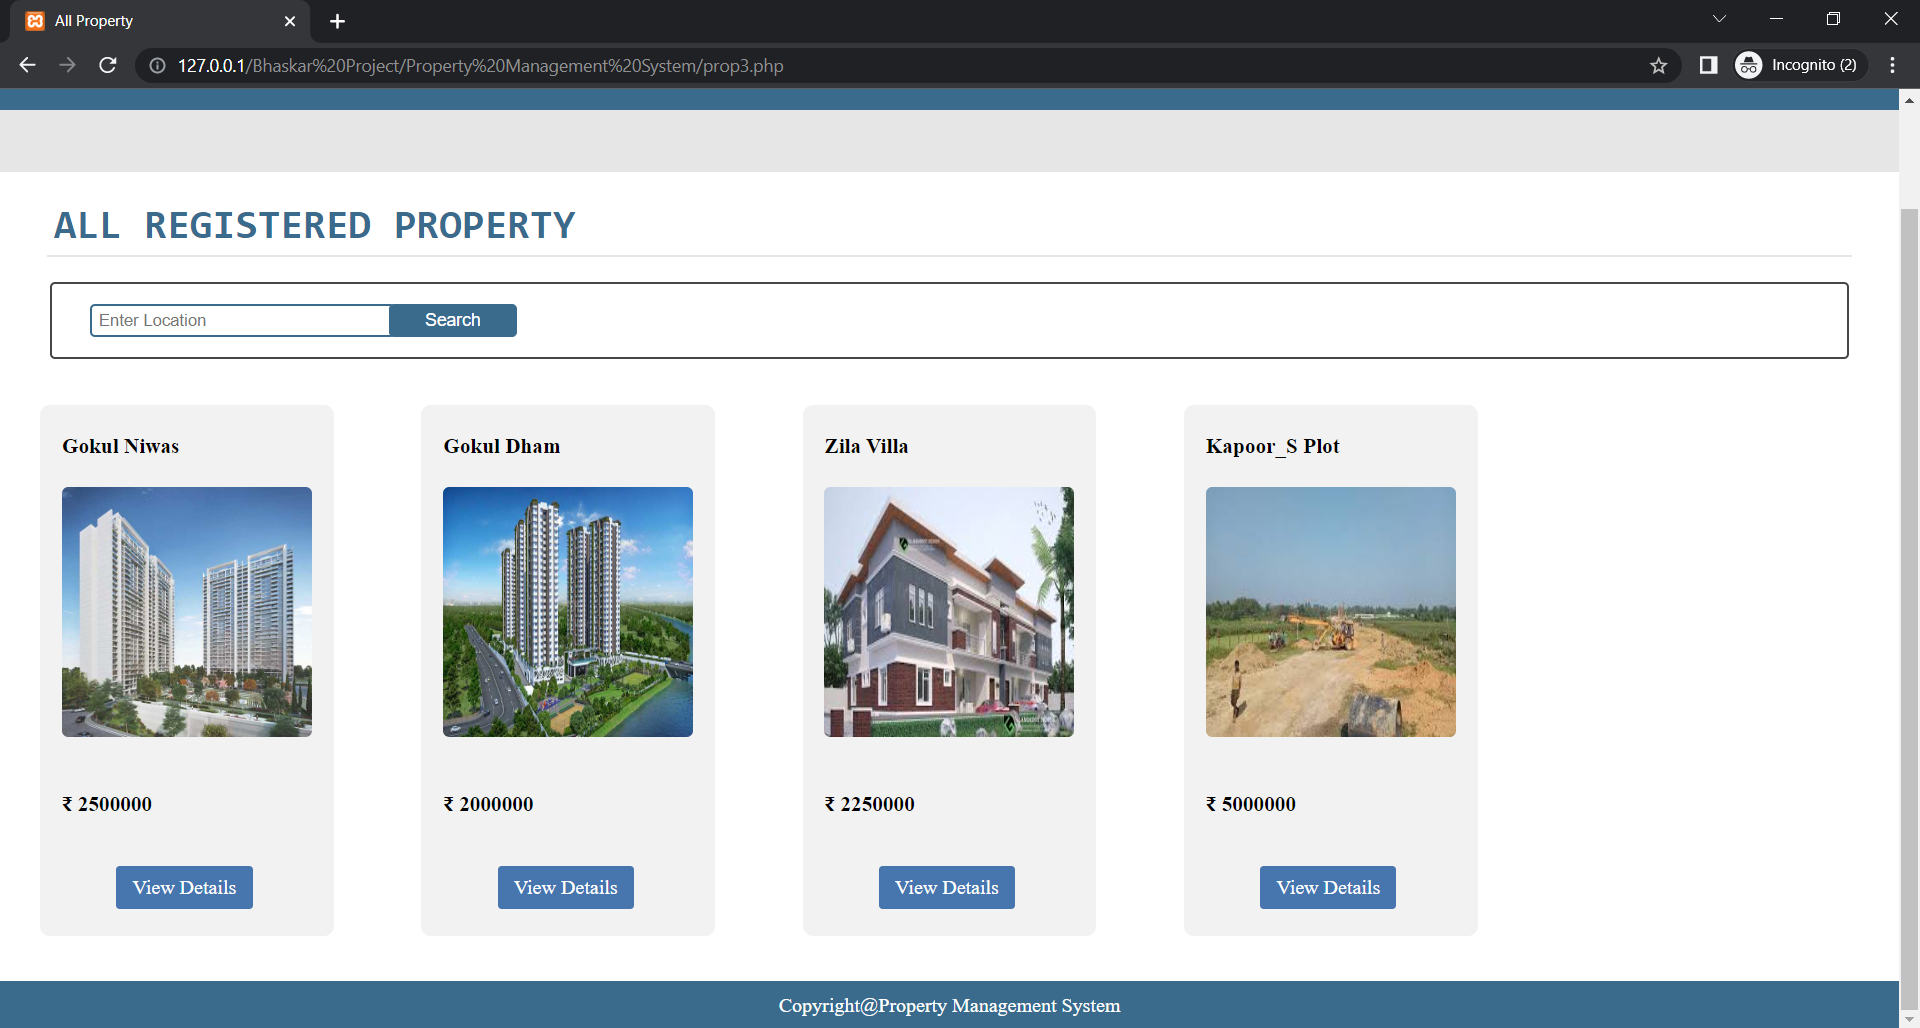 All Property
127.0.0.1/Bhaskar%20Project/Property%20Management%20System/prop3.php
Incognito (2)
ALL REGISTERED PROPERTY
Enter Location
Search
Gokul Niwas
Gokul Dham
Zila Villa
Kapoor_S Plot
₹ 2500000
₹ 2000000
₹ 2250000
₹ 5000000
View Details
View Details
View Details
View Details
Copyright@Property Management System